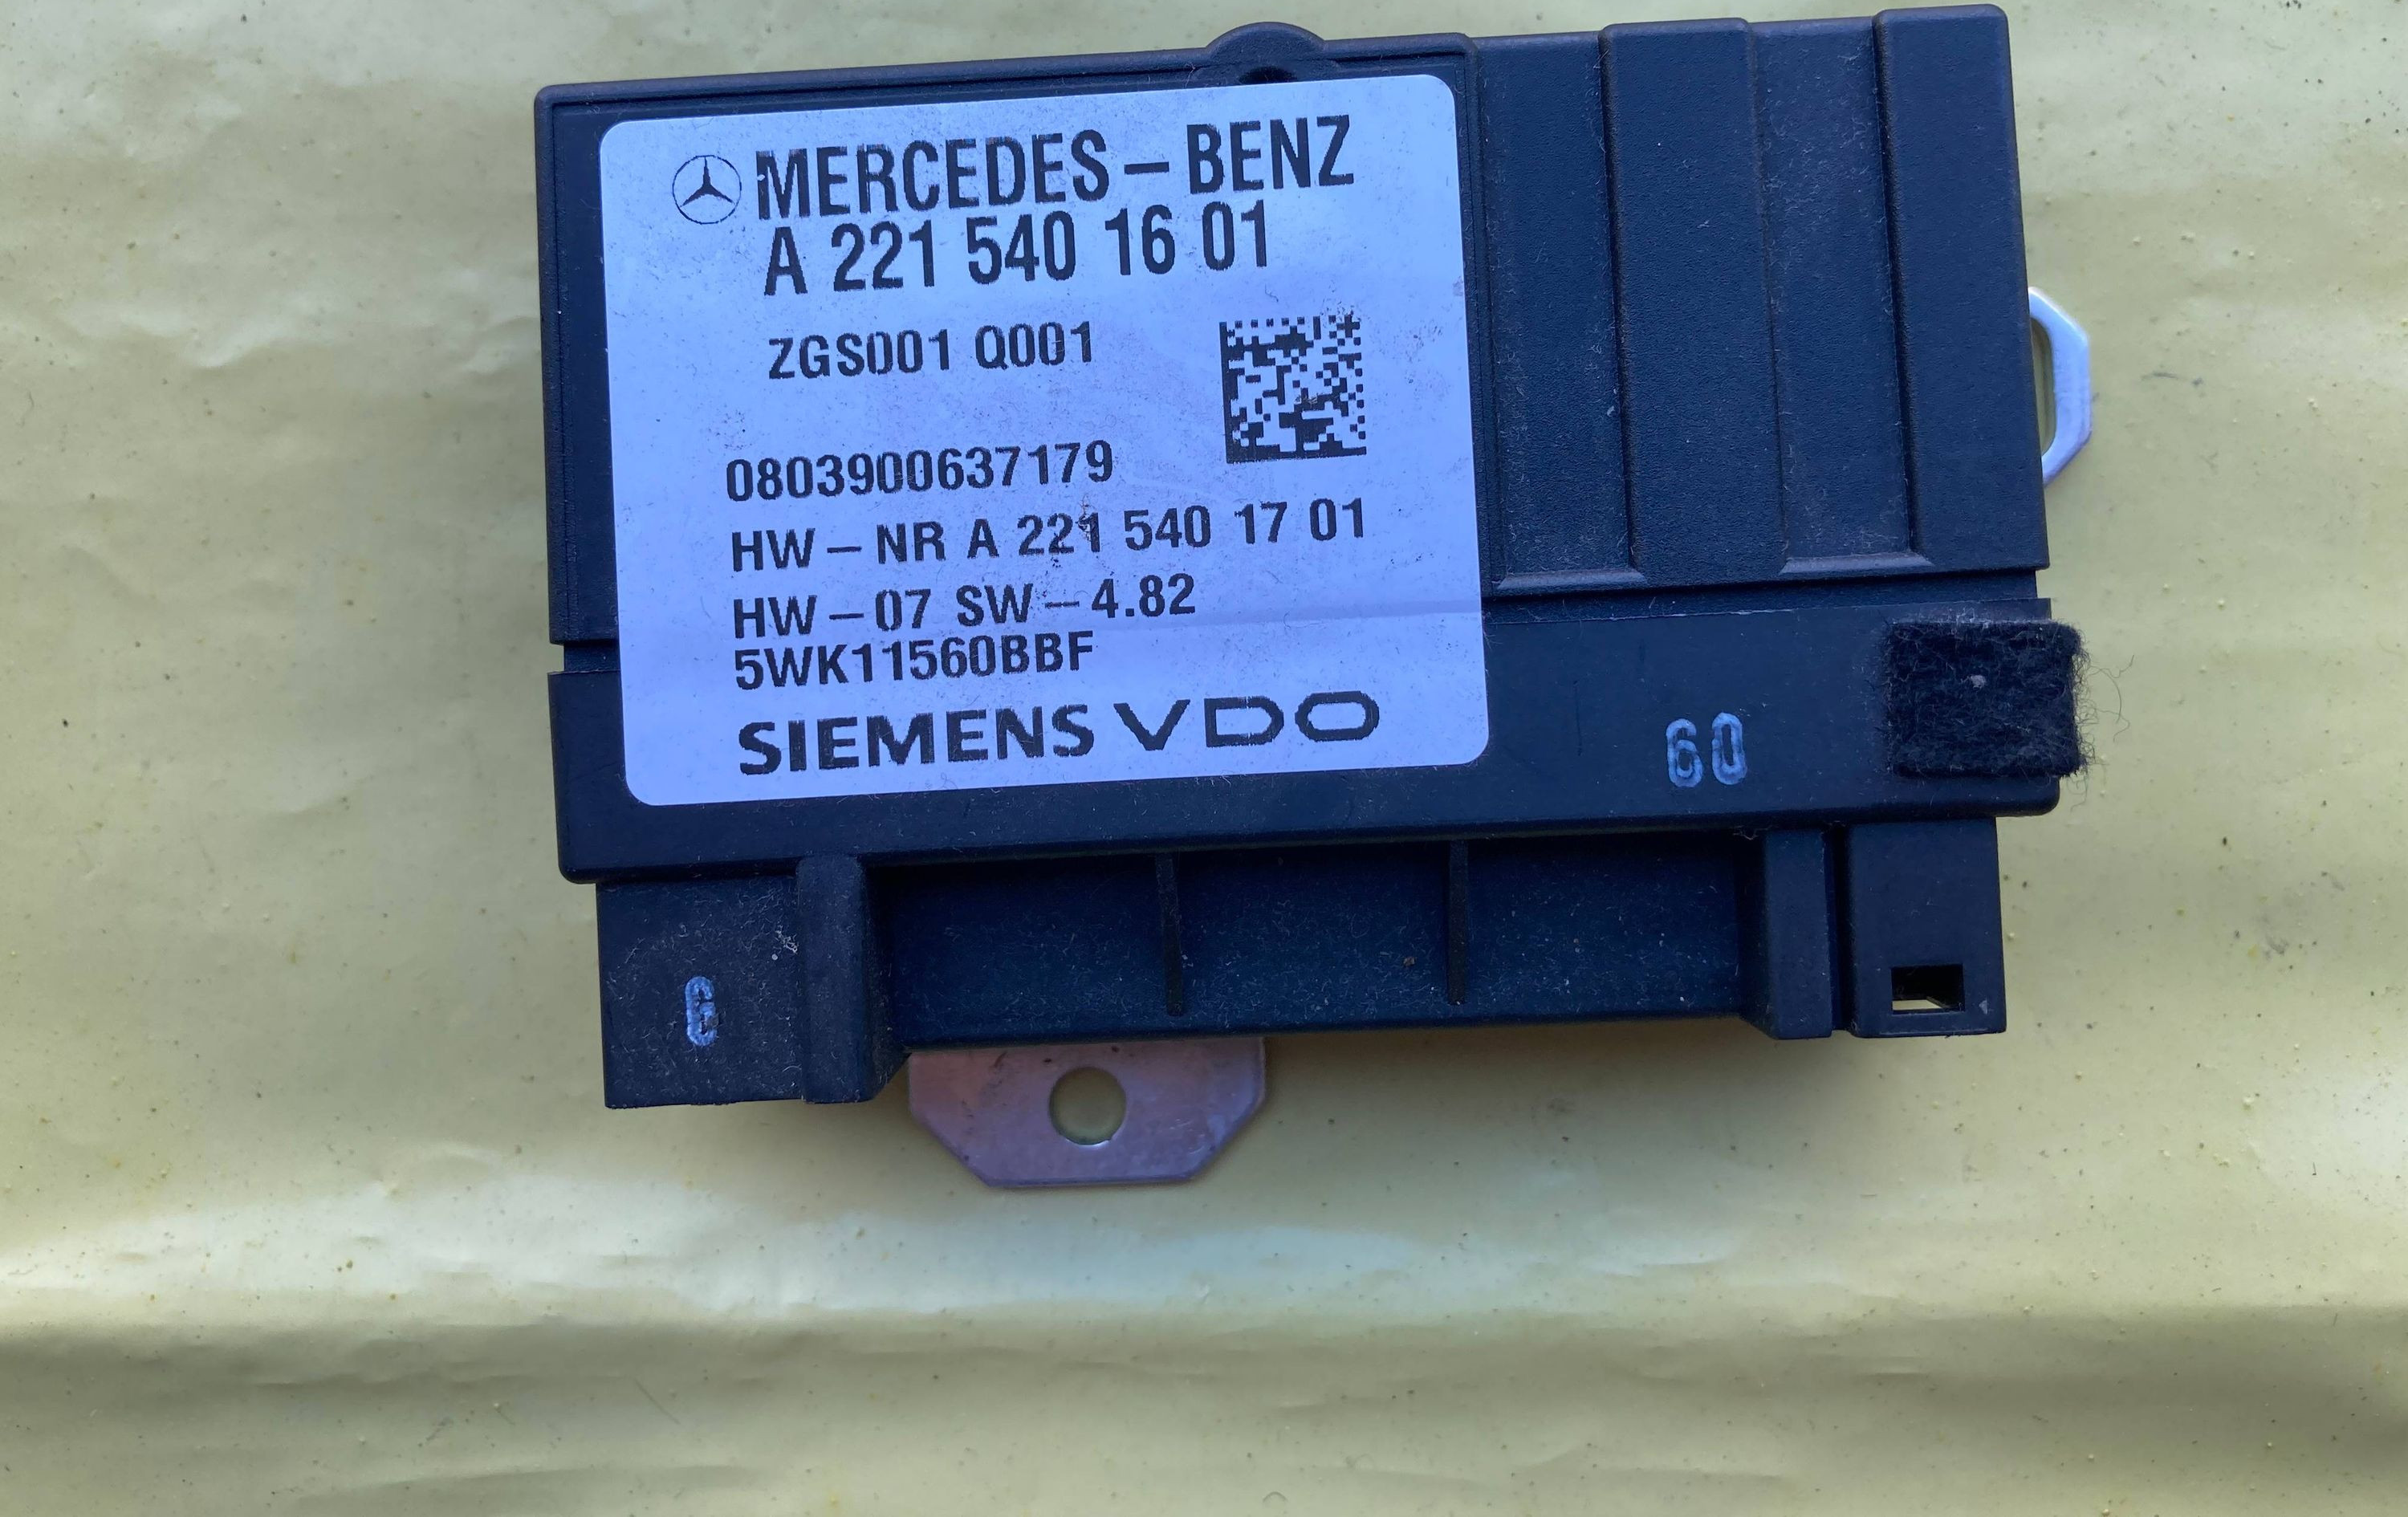 MERCEDES – BENZ
A 221 540 16 01
ZGS001 Q001
0803900637179
HW – NR A 221 540 17 01
HW – 07 SW – 4.82
5WK11560BBF
SIEMENS VDO
60
G